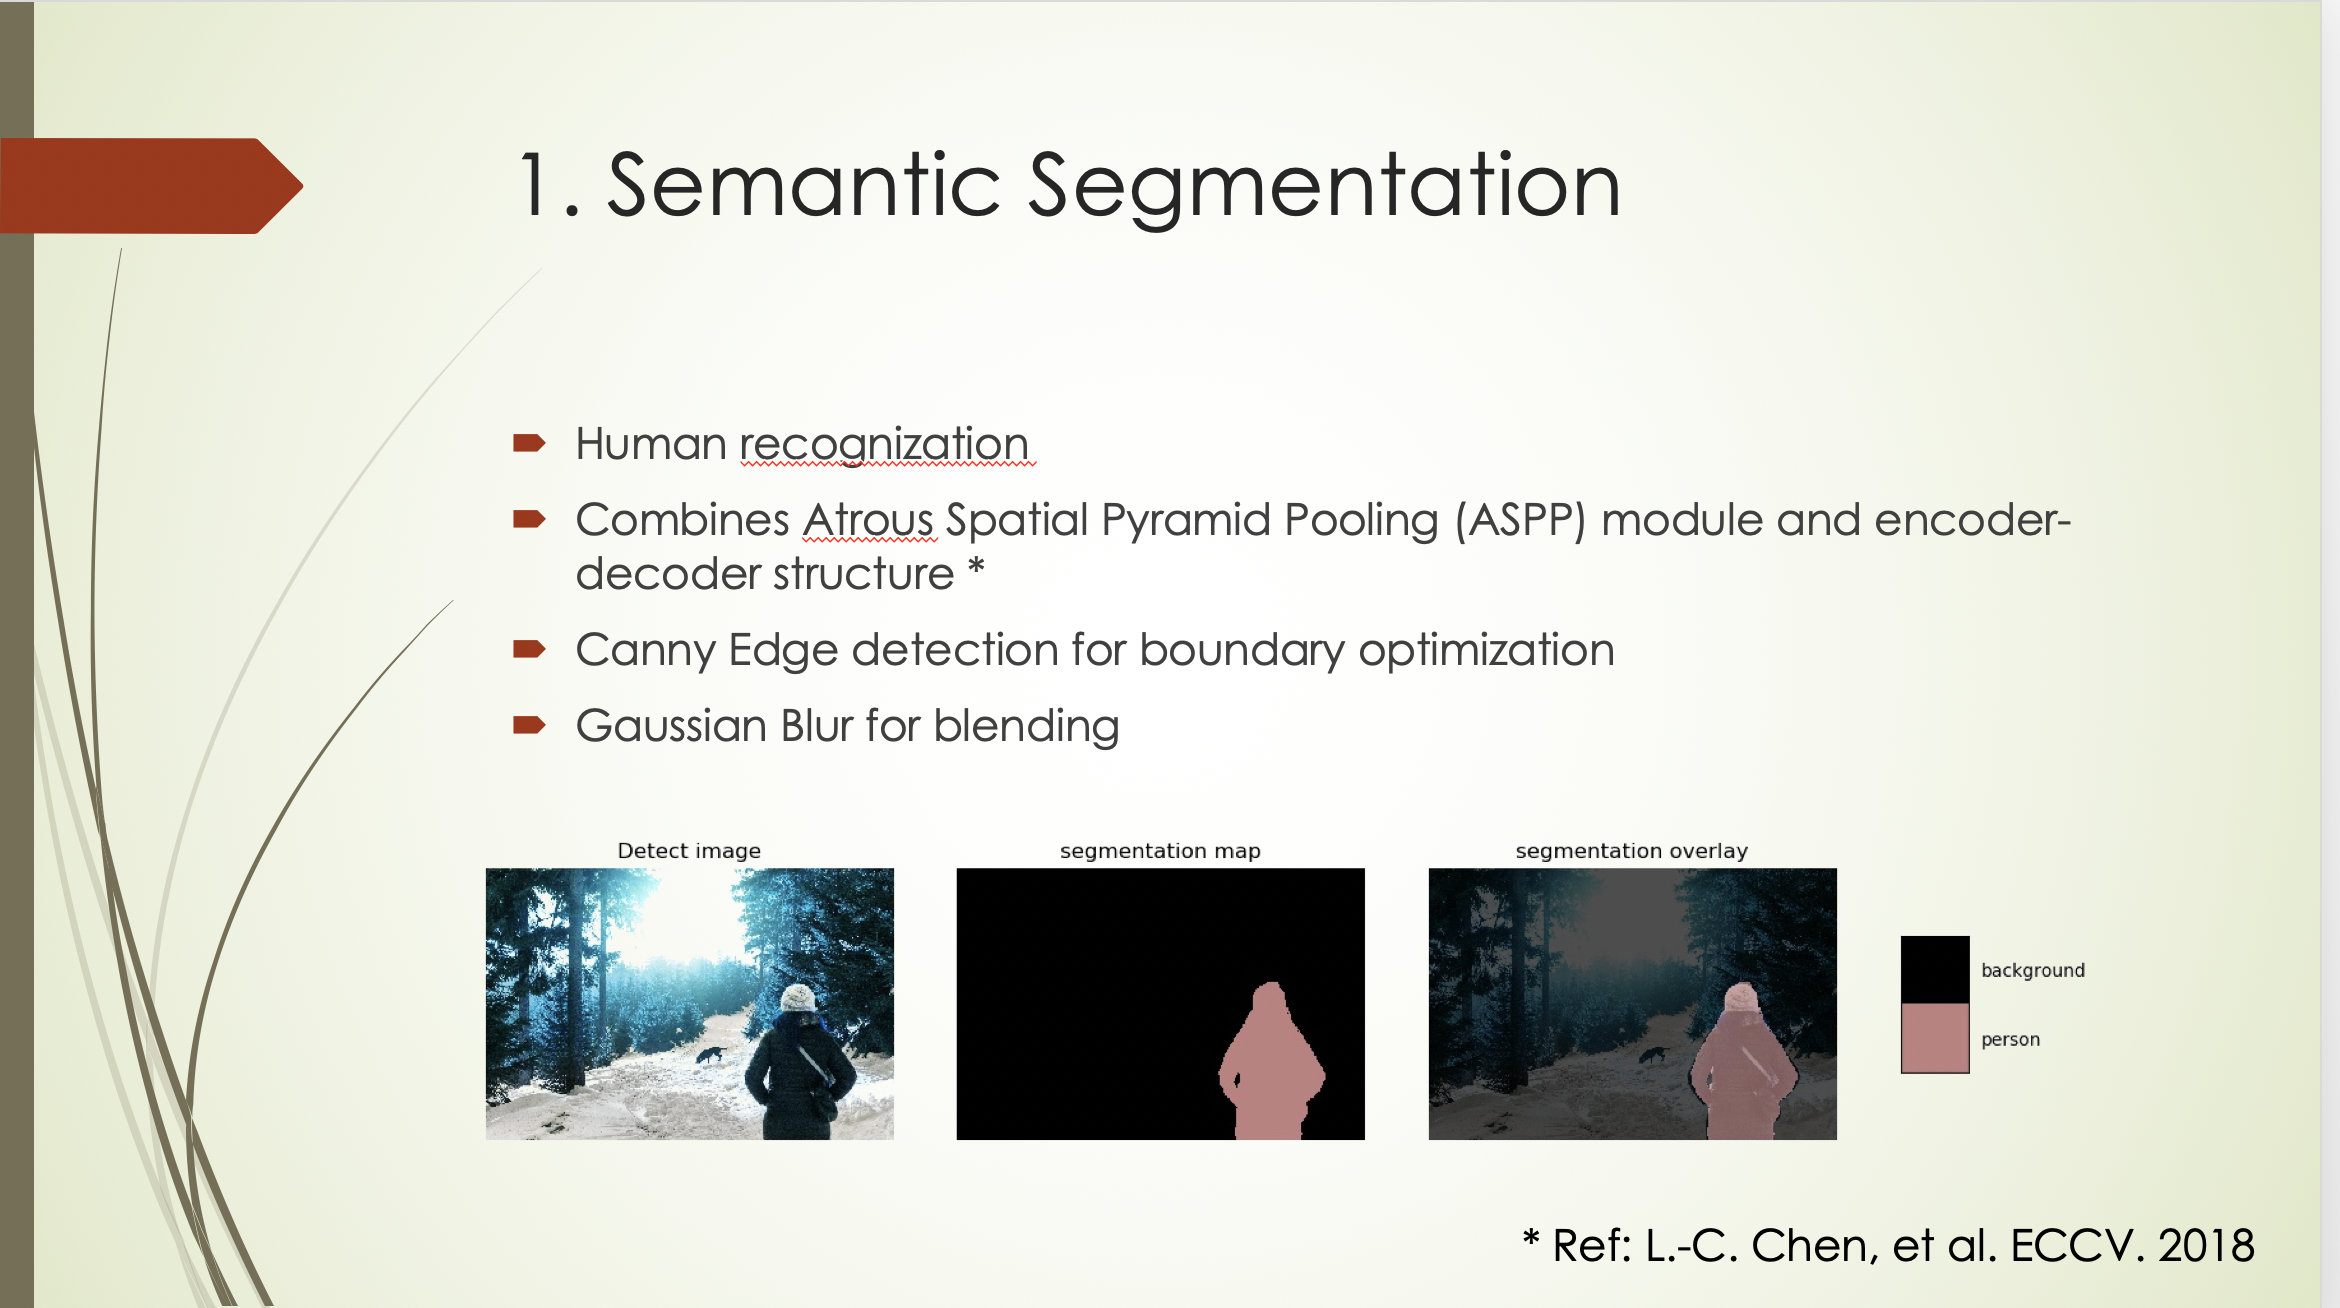 1. Semantic Segmentation
Human recognization
Combines Atrous Spatial Pyramid Pooling (ASPP) module and encoder-
decoder structure *
Canny Edge detection for boundary optimization
Gaussian Blur for blending
Detect image
segmentation map
segmentation overlay
background
person
* Ref: L.-C. Chen, et al. ECCV. 2018